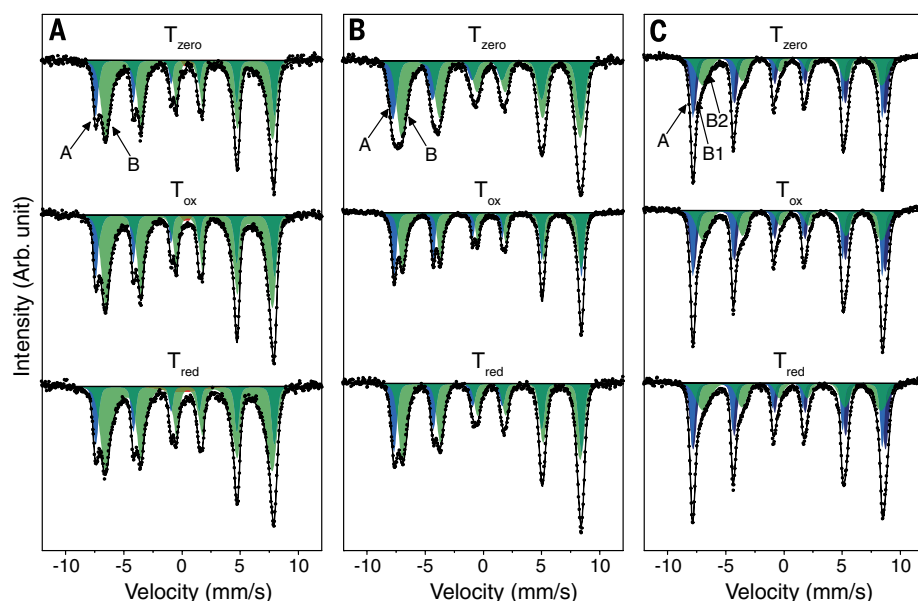 A
T_zero
A
B
T_ox
T_red
-10 -5 0 5 10
Velocity (mm/s)
B
T_zero
A
B
T_ox
T_red
-10 -5 0 5 10
Velocity (mm/s)
C
T_zero
A
B2
B1
T_ox
T_red
-10 -5 0 5 10
Velocity (mm/s)
Intensity (Arb. unit)